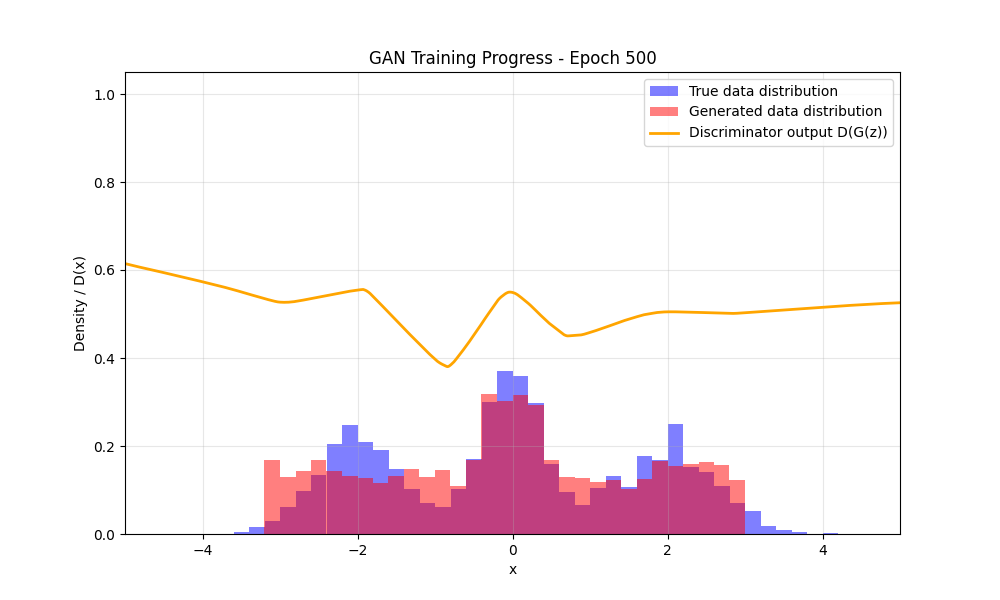 GAN Training Progress - Epoch 500
True data distribution
Generated data distribution
Discriminator output D(G(z))
Density / D(x)
1.0
0.8
0.6
0.4
0.2
0.0
−4
−2
0
2
4
x